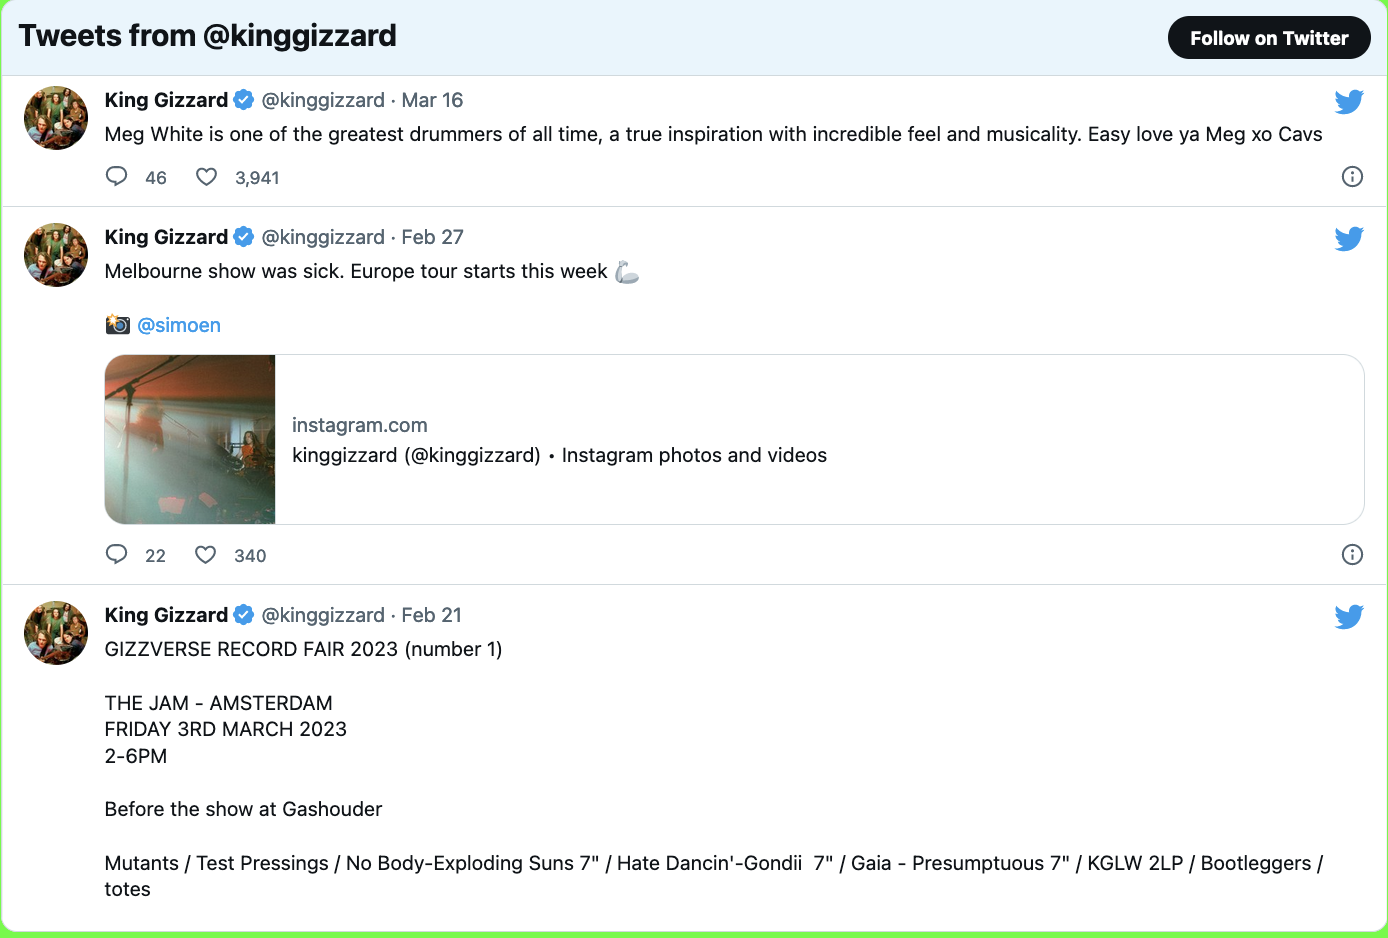 Tweets from @kinggizzard
Follow on Twitter
King Gizzard @kinggizzard · Mar 16
Meg White is one of the greatest drummers of all time, a true inspiration with incredible feel and musicality. Easy love ya Meg xo Cavs
46 3,941
King Gizzard @kinggizzard · Feb 27
Melbourne show was sick. Europe tour starts this week 🦾
📸 @simoen
instagram.com
kinggizzard (@kinggizzard) • Instagram photos and videos
22 340
King Gizzard @kinggizzard · Feb 21
GIZZVERSE RECORD FAIR 2023 (number 1)
THE JAM - AMSTERDAM
FRIDAY 3RD MARCH 2023
2-6PM
Before the show at Gashouder
Mutants / Test Pressings / No Body-Exploding Suns 7" / Hate Dancin'-Gondii  7" / Gaia - Presumptuous 7" / KGLW 2LP / Bootleggers /
totes